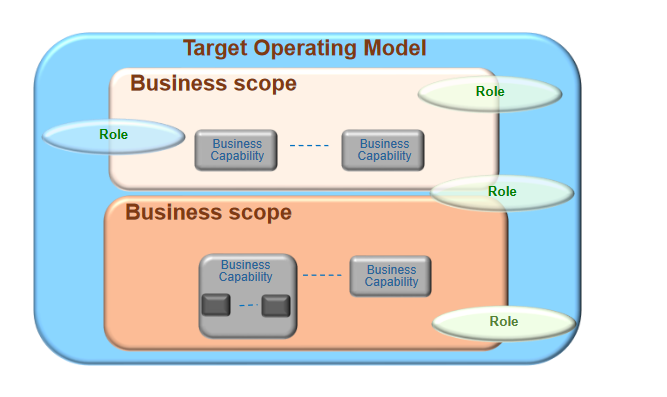 Target Operating Model
Business scope
Role
Role
Business
Capability
Business
Capability
Role
Business scope
Business
Capability
Business
Capability
Role